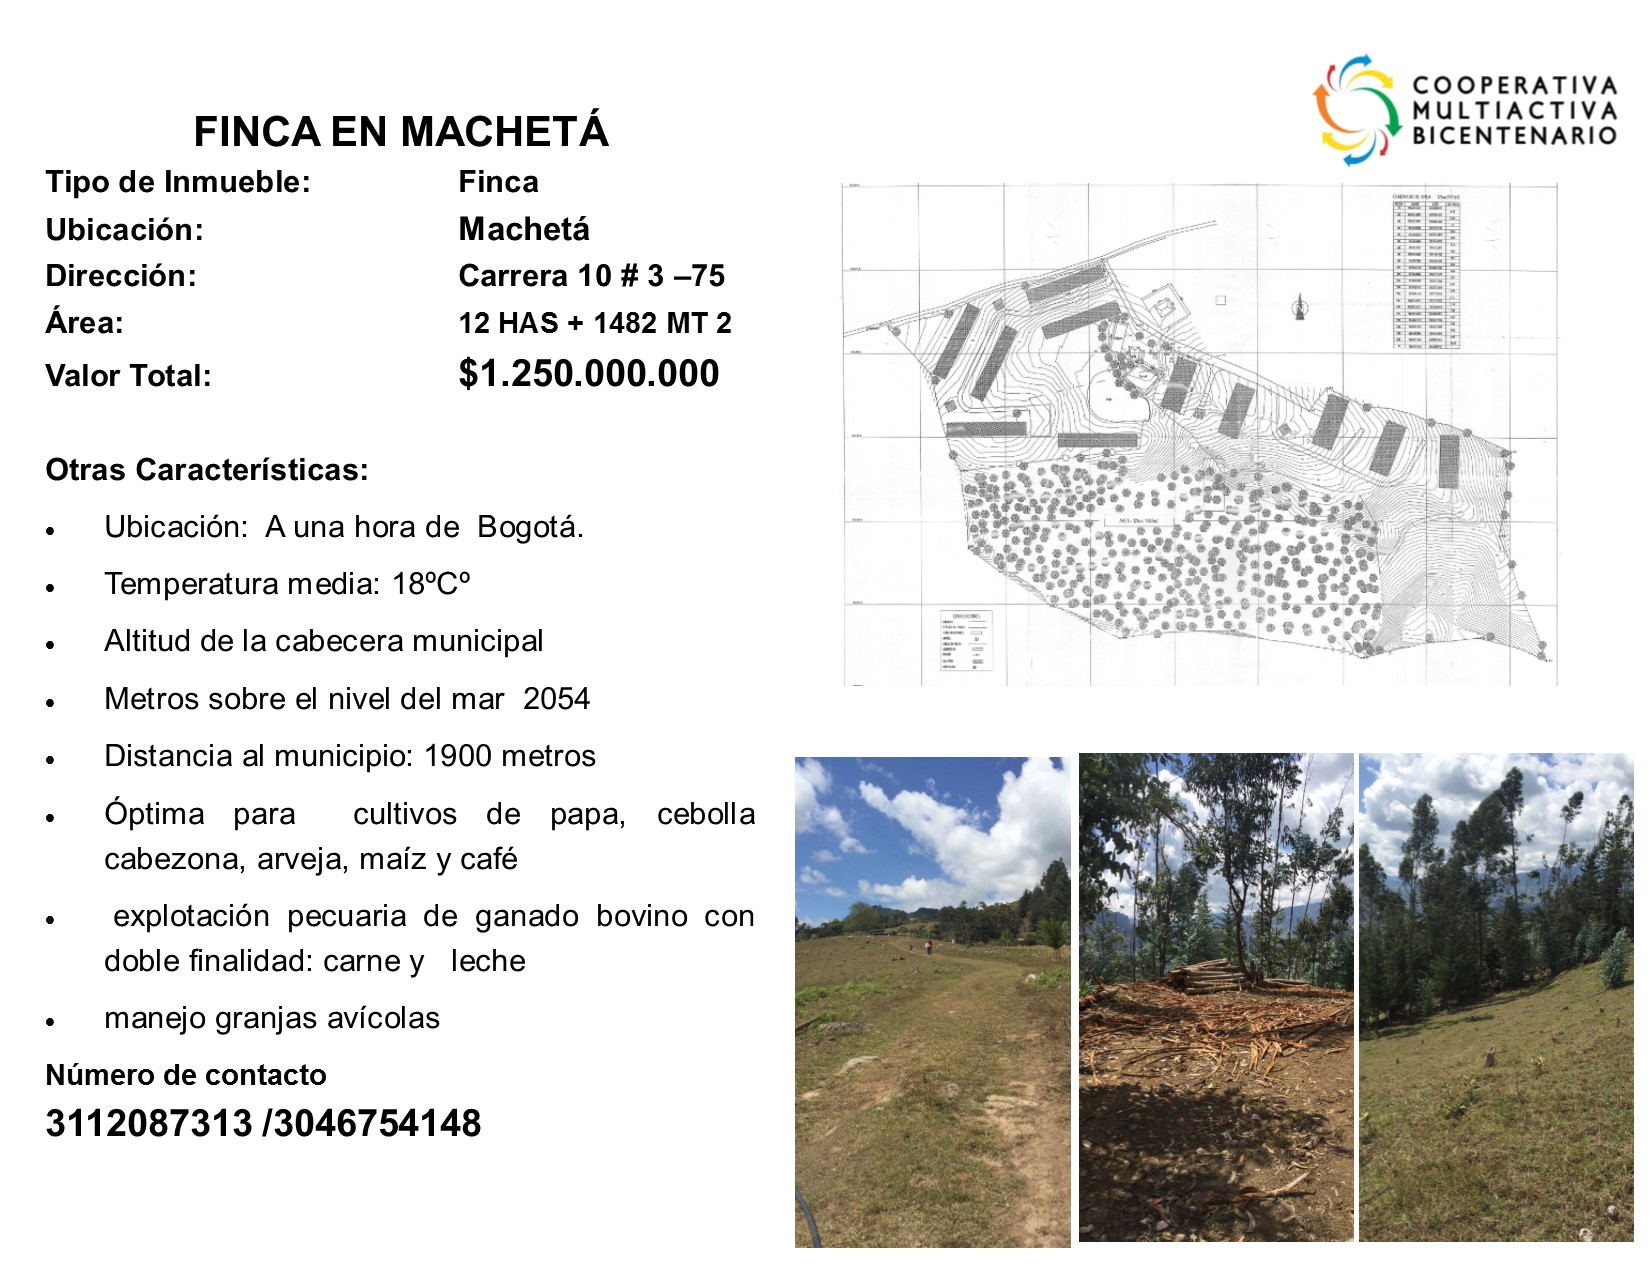 COOPERATIVA
MULTIACTIVA
BICENTENARIO
FINCA EN MACHETÁ
Tipo de Inmueble: Finca
Ubicación: Machetá
Dirección: Carrera 10 # 3 –75
Área: 12 HAS + 1482 MT 2
Valor Total: $1.250.000.000
Otras Características:
• Ubicación: A una hora de Bogotá.
• Temperatura media: 18ºCº
• Altitud de la cabecera municipal
• Metros sobre el nivel del mar 2054
• Distancia al municipio: 1900 metros
• Óptima para cultivos de papa, cebolla
cabezona, arveja, maíz y café
• explotación pecuaria de ganado bovino con
doble finalidad: carne y leche
• manejo granjas avícolas
Número de contacto
3112087313 /3046754148